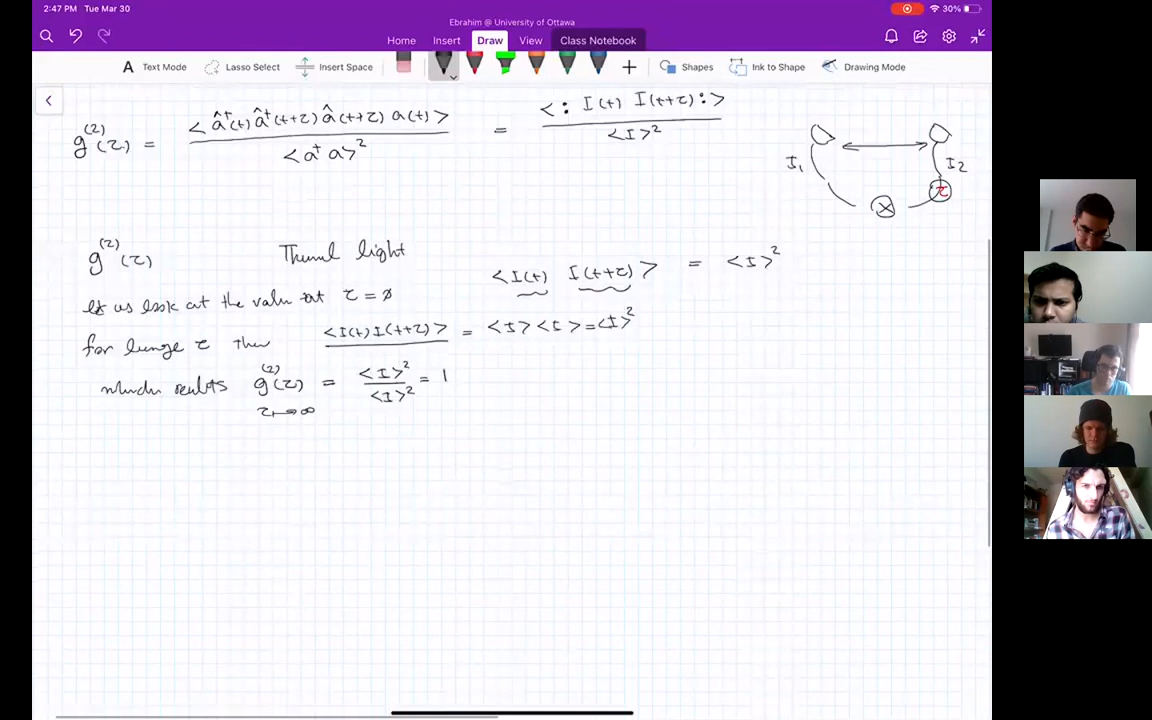 2:47 PM Tue Mar 30
30%
Ebrahim @ University of Ottawa
Home Insert Draw View Class Notebook
Text Mode Lasso Select Insert Space Shapes Ink to Shape Drawing Mode
g⁽²⁾(τ) = <â†(t) â†(t+τ) â(t+τ) a(t)> / <a† a>² = <: I(t) I(t+τ) :> / <I>²
I₁ I₂
τ
X
g⁽²⁾(τ) Thermal light
<I(t) I(t+τ)> = <I>²
let us look at the value at τ = 0
for large τ then <I(t) I(t+τ)> = <I> <I> = <I>²
which results g⁽²⁾(τ) = <I>² / <I>² = 1
τ→∞